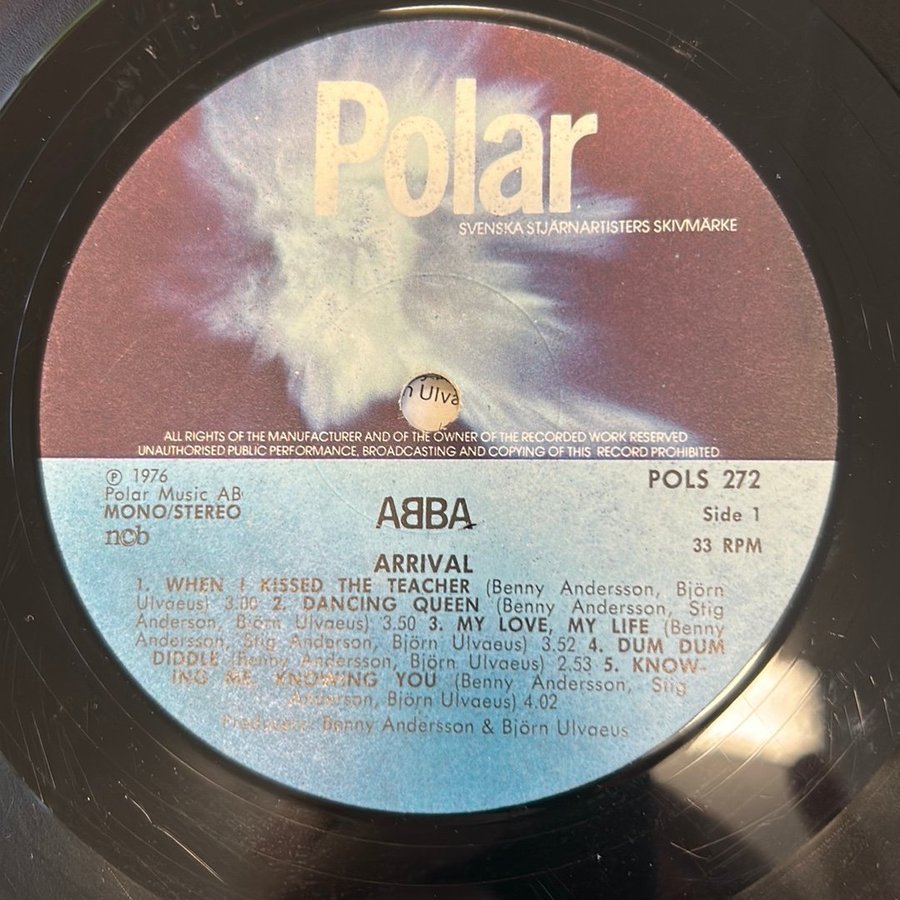 Polar
SVENSKA STJÄRNARTISTERS SKIVMÄRKE
n Ulva
ALL RIGHTS OF THE MANUFACTURER AND OF THE OWNER OF THE RECORDED WORK RESERVED
UNAUTHORISED PUBLIC PERFORMANCE, BROADCASTING AND COPYING OF THIS RECORD PROHIBITED
℗ 1976
Polar Music AB
MONO/STEREO
ncb
POLS 272
Side 1
33 RPM
ABBA
ARRIVAL
1. WHEN I KISSED THE TEACHER (Benny Andersson, Björn
Ulvaeus) 3.00 2. DANCING QUEEN (Benny Andersson, Stig
Anderson, Björn Ulvaeus) 3.50 3. MY LOVE, MY LIFE (Benny
Andersson, Stig Anderson, Björn Ulvaeus) 3.52 4. DUM DUM
DIDDLE (Benny Andersson, Björn Ulvaeus) 2.53 5. KNOW-
ING ME, KNOWING YOU (Benny Andersson, Stig
Anderson, Björn Ulvaeus) 4.02
Producers: Benny Andersson & Björn Ulvaeus